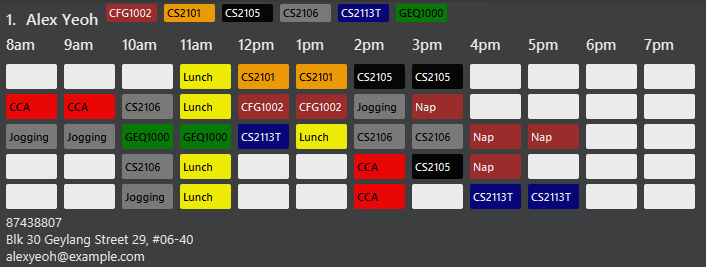 1. Alex Yeoh CFG1002 CS2101 CS2105 CS2106 CS2113T GEQ1000
8am 9am 10am 11am 12pm 1pm 2pm 3pm 4pm 5pm 6pm 7pm
Lunch CS2101 CS2101 CS2105 CS2105
CCA CCA CS2106 Lunch CFG1002 CFG1002 Jogging Nap
Jogging Jogging GEQ1000 GEQ1000 CS2113T Lunch CS2106 CS2106 Nap Nap
CS2106 Lunch CCA CS2105 Nap
Jogging Lunch CCA CS2113T CS2113T
87438807
Blk 30 Geylang Street 29, #06-40
alexyeoh@example.com